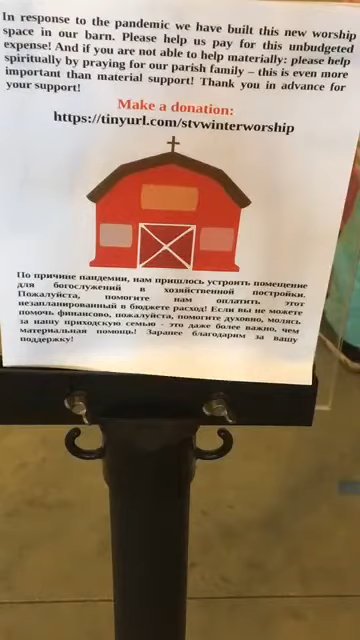 In response to the pandemic we have built this new worship
space in our barn. Please help us pay for this unbudgeted
expense! And if you are not able to help materially: please help
spiritually by praying for our parish family – this is even more
important than material support! Thank you in advance for
your support!
Make a donation:
https://tinyurl.com/stvwinterworship
По причине пандемии, нам пришлось устроить помещение
для богослужений в хозяйственной постройки.
Пожалуйста, помогите нам оплатить этот
незапланированный в бюджете расход! Если вы не можете
помочь финансово, пожалуйста, помогите духовно, молясь
за нашу приходскую семью - это даже более важно, чем
материальная помощь! Заранее благодарим за вашу
поддержку!